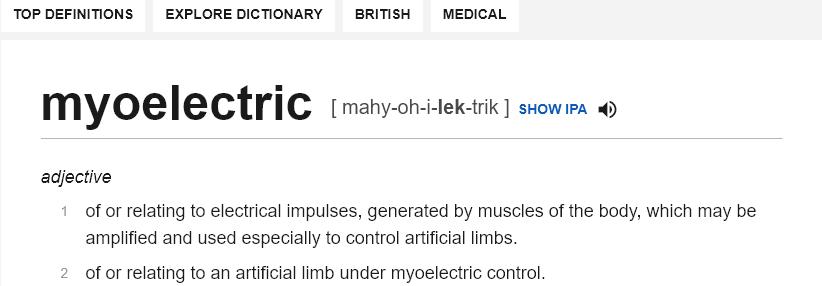 TOP DEFINITIONS EXPLORE DICTIONARY BRITISH MEDICAL
myoelectric [ mahy-oh-i-lek-trik ] SHOW IPA
adjective
1 of or relating to electrical impulses, generated by muscles of the body, which may be
amplified and used especially to control artificial limbs.
2 of or relating to an artificial limb under myoelectric control.